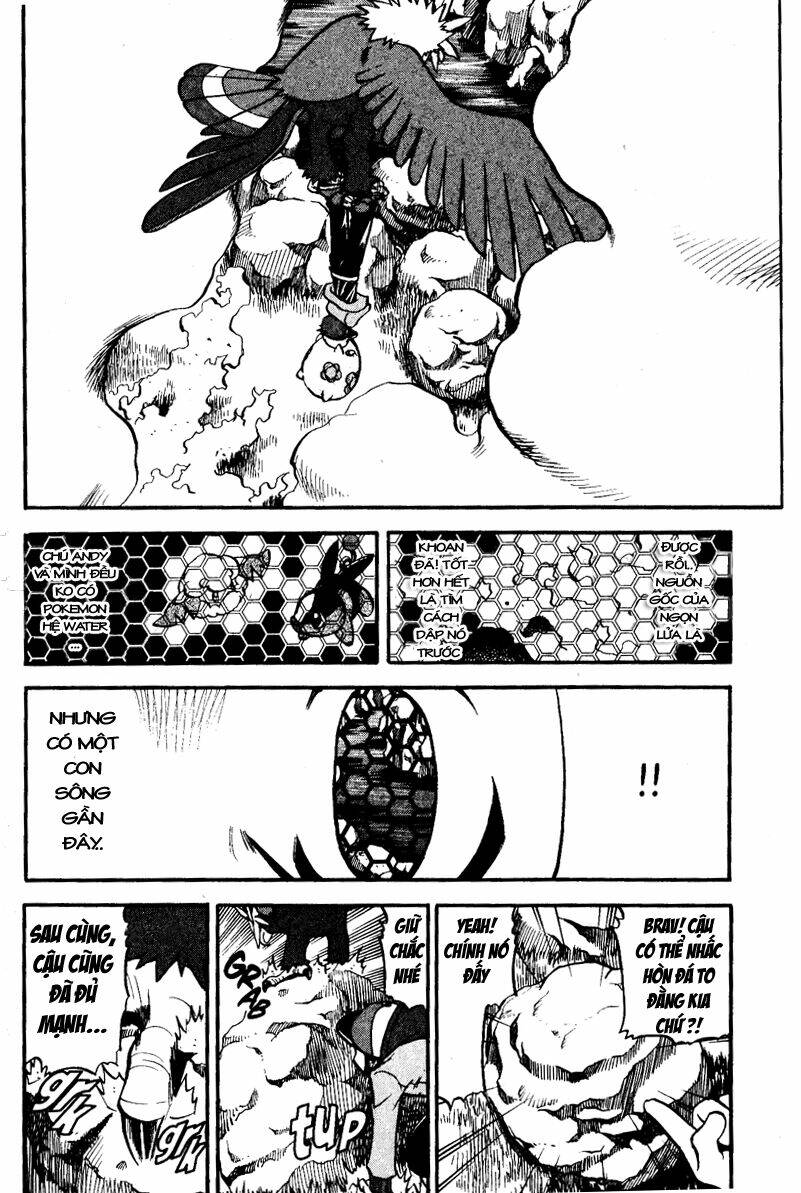 ĐƯỢC
RỒI.
NGUỒN
GỐC CỦA
NGỌN
LỬA LÀ
KHOAN
ĐÃ! TỐT
HƠN HẾT
LÀ TÌM
CÁCH
DẬP NÓ
TRƯỚC
CHÚ ANDY
VÀ MÌNH ĐỀU
KO CÓ
POKEMON
HỆ WATER
...
!!
NHƯNG
CÓ MỘT
CON
SÔNG
GẦN
ĐÂY..
BRAV! CẬU
CÓ THỂ NHẤC
HÒN ĐÁ TO
ĐẰNG KIA
CHỨ ?!
YEAH!
CHÍNH NÓ
ĐẤY
GIỮ
CHẮC
NHÉ
GRAB
TUP
SAU CÙNG,
CẬU CŨNG
ĐÃ ĐỦ
MẠNH...
grk
grk